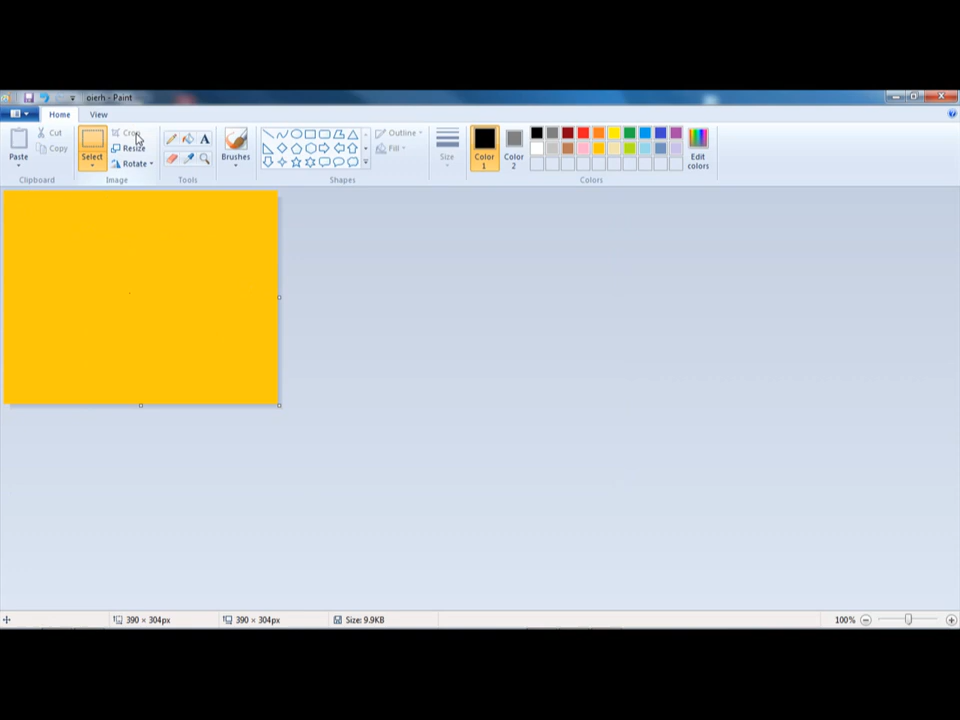 oierh - Paint
Home View
Paste
Cut
Copy
Clipboard
Select
Crop
Resize
Rotate
Image
A
Tools
Brushes
Outline
Fill
Shapes
Size
Color
1
Color
2
Edit
colors
Colors
390 × 304px 390 × 304px Size: 9.9KB 100%